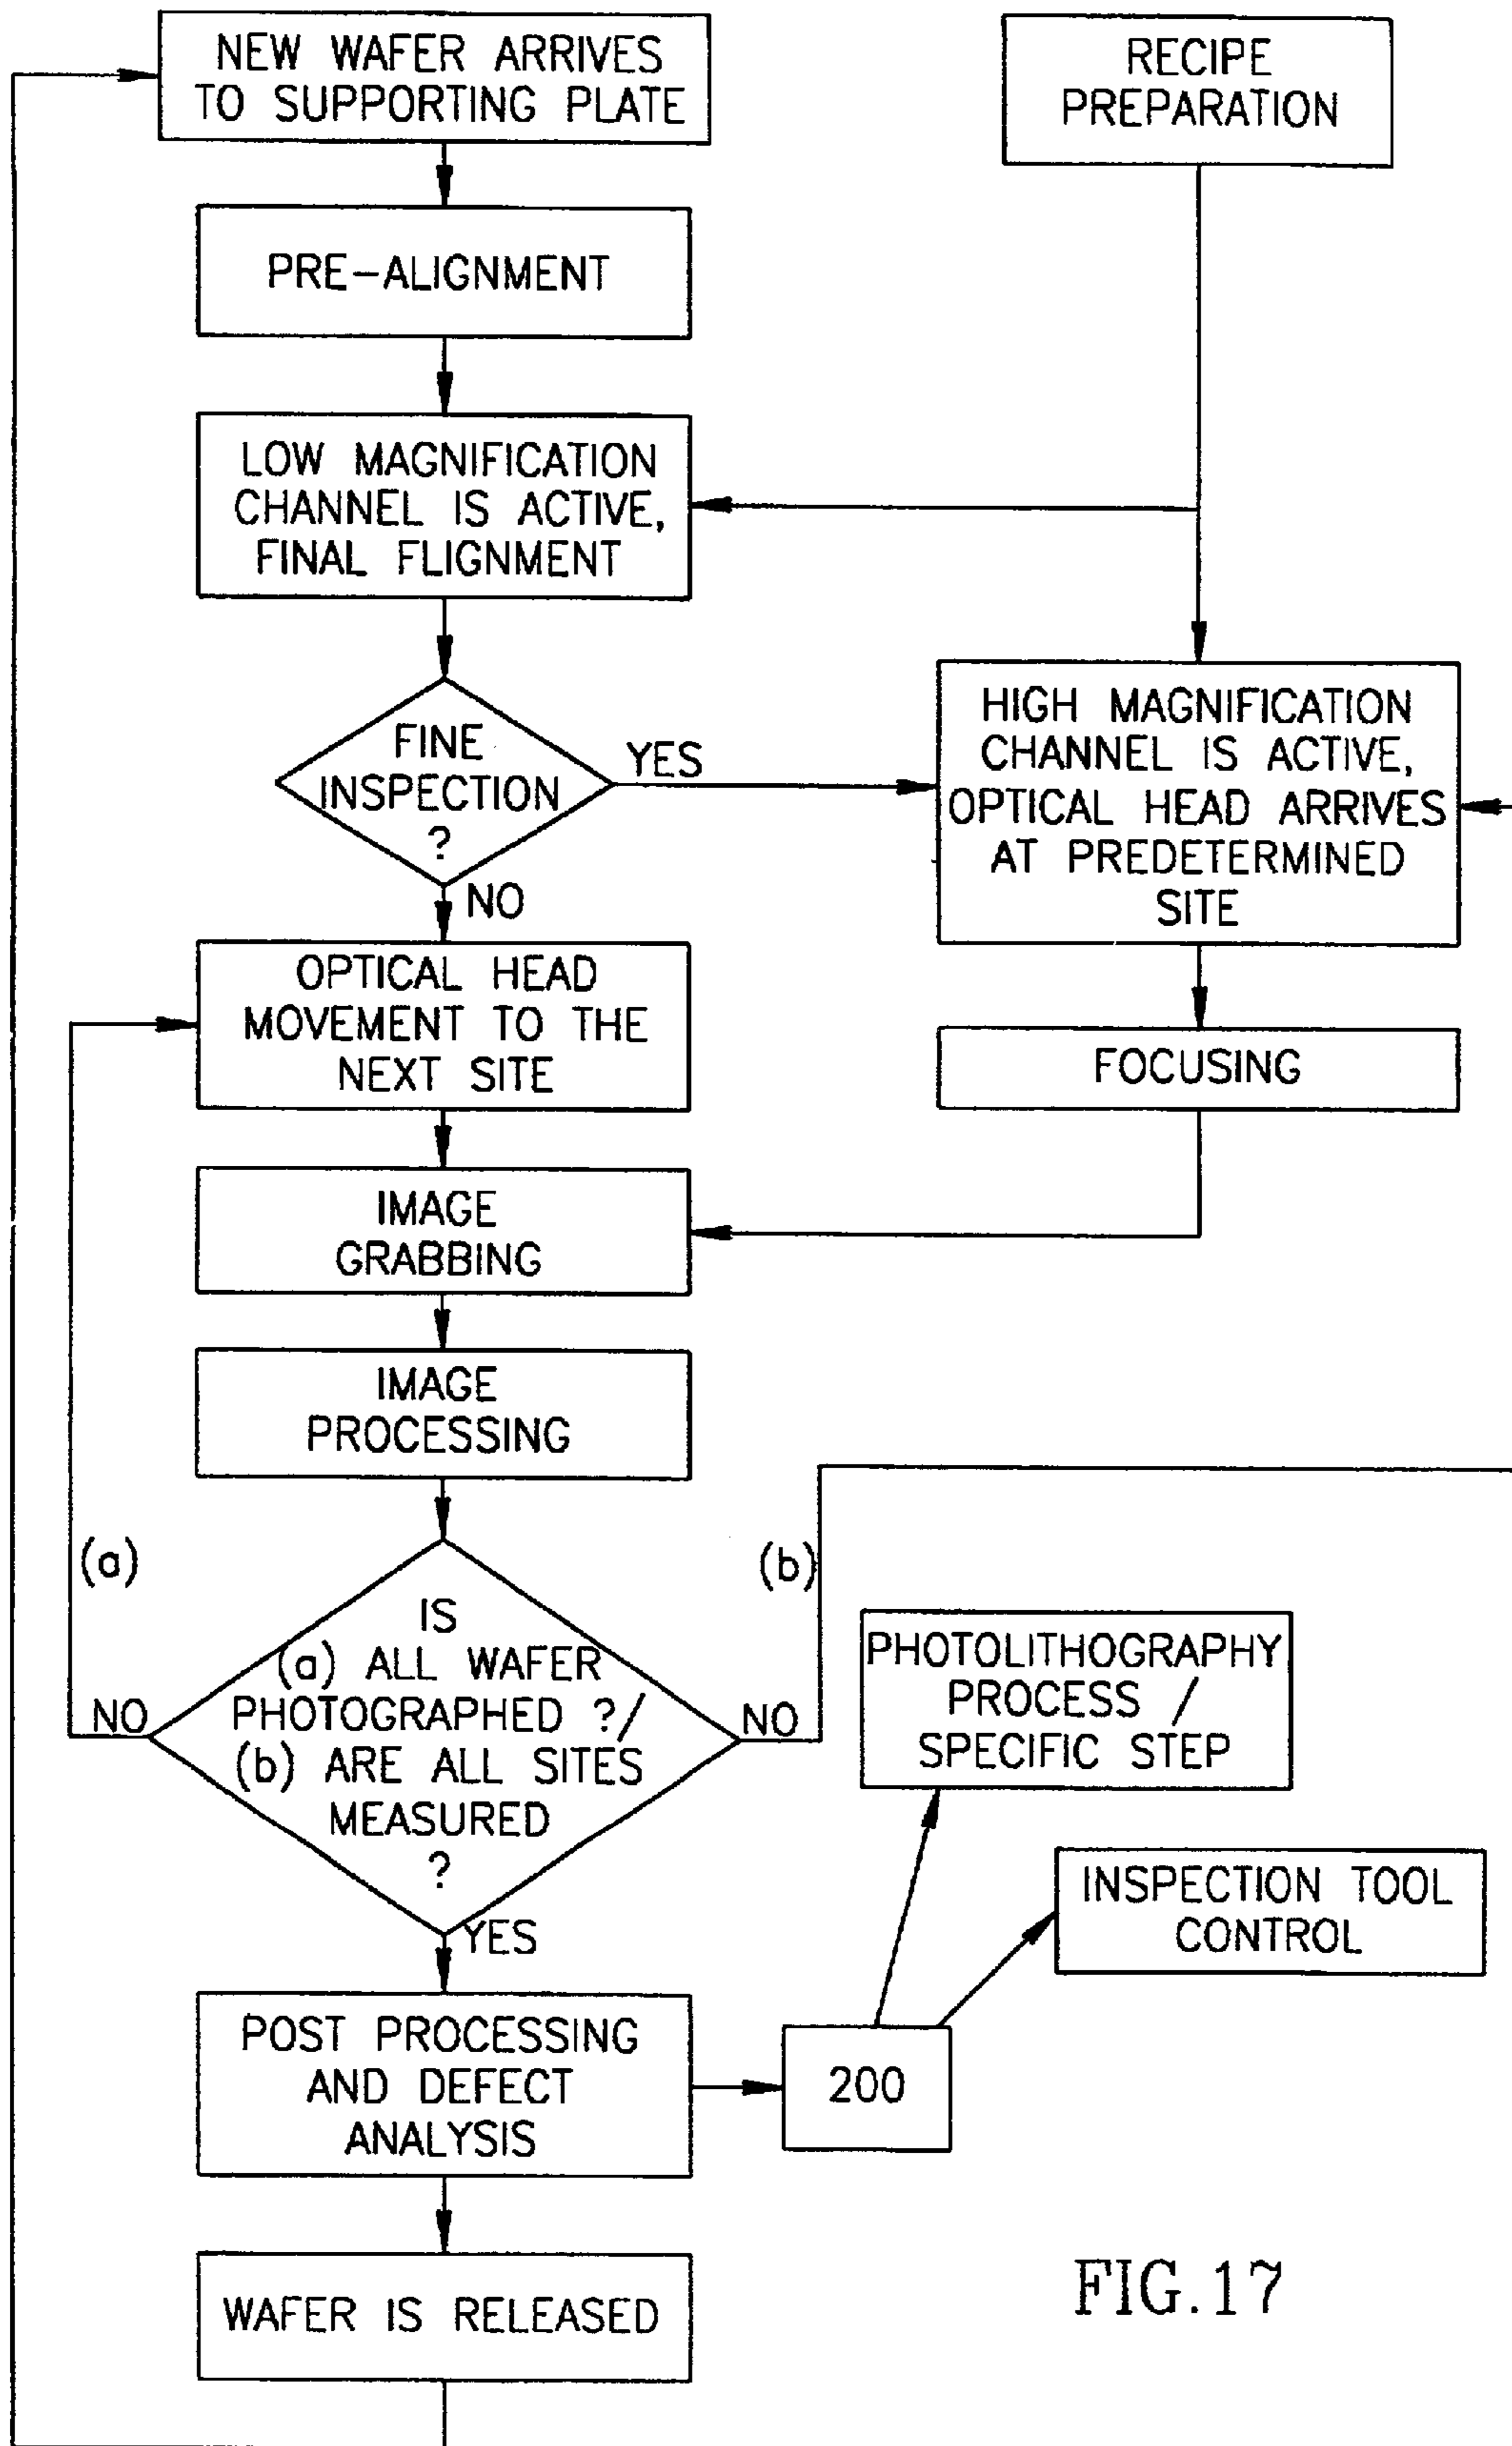 NEW WAFER ARRIVES
TO SUPPORTING PLATE
RECIPE
PREPARATION
PRE-ALIGNMENT
LOW MAGNIFICATION
CHANNEL IS ACTIVE,
FINAL FLIGNMENT
FINE
INSPECTION
?
YES
NO
HIGH MAGNIFICATION
CHANNEL IS ACTIVE,
OPTICAL HEAD ARRIVES
AT PREDETERMINED
SITE
OPTICAL HEAD
MOVEMENT TO THE
NEXT SITE
FOCUSING
IMAGE
GRABBING
IMAGE
PROCESSING
(a)
(b)
IS
(a) ALL WAFER
PHOTOGRAPHED ?/
(b) ARE ALL SITES
MEASURED
?
NO
NO
YES
PHOTOLITHOGRAPHY
PROCESS /
SPECIFIC STEP
INSPECTION TOOL
CONTROL
POST PROCESSING
AND DEFECT
ANALYSIS
200
WAFER IS RELEASED
FIG.17